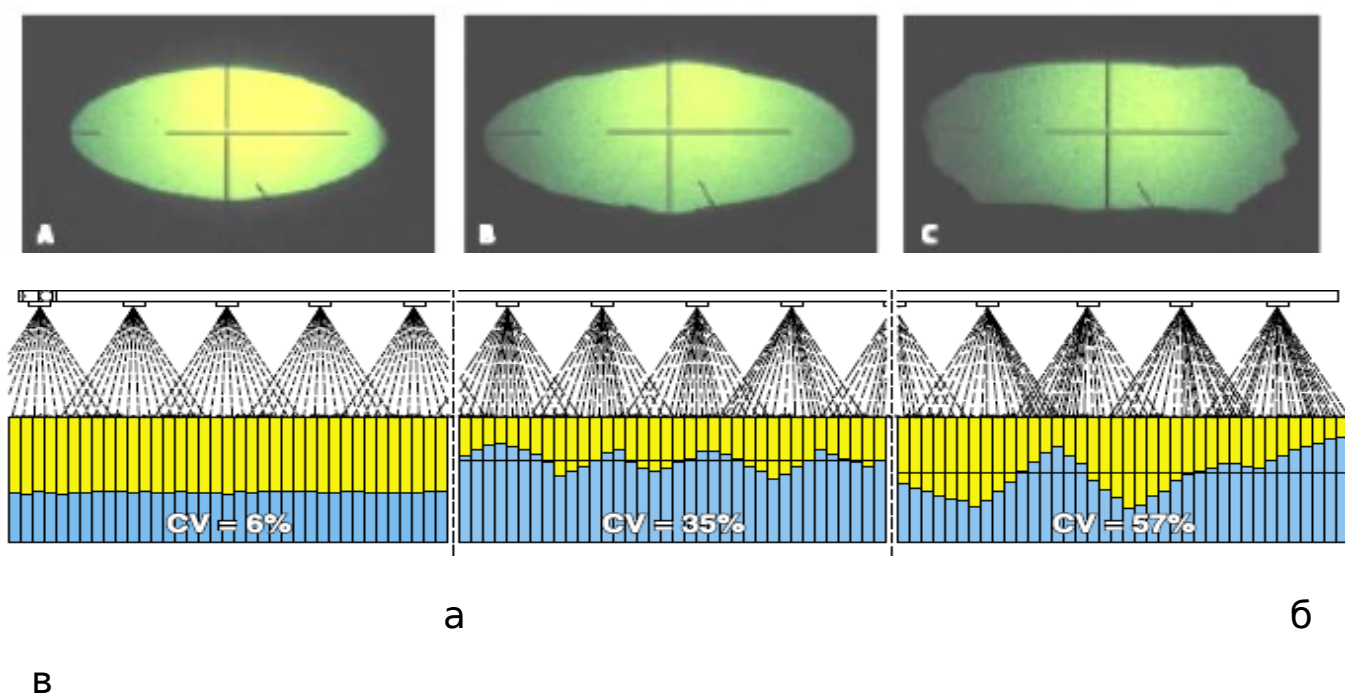 A B C
CV = 6% CV = 35% CV = 57%
а б
в